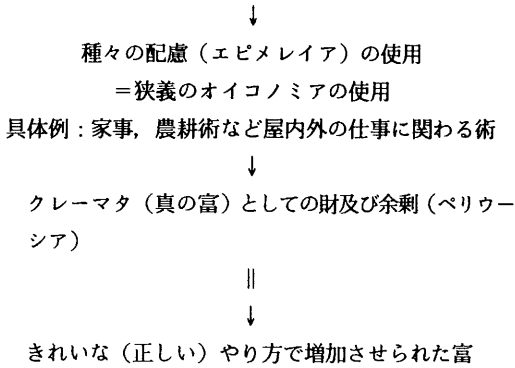 ↓
種々の配慮（エピメレイア）の使用
＝狭義のオイコノミアの使用
具体例：家事，農耕術など屋内外の仕事に関わる術
↓
クレーマタ（真の富）としての財及び余剰（ペリウー
シア）
||
↓
きれいな（正しい）やり方で増加させられた富